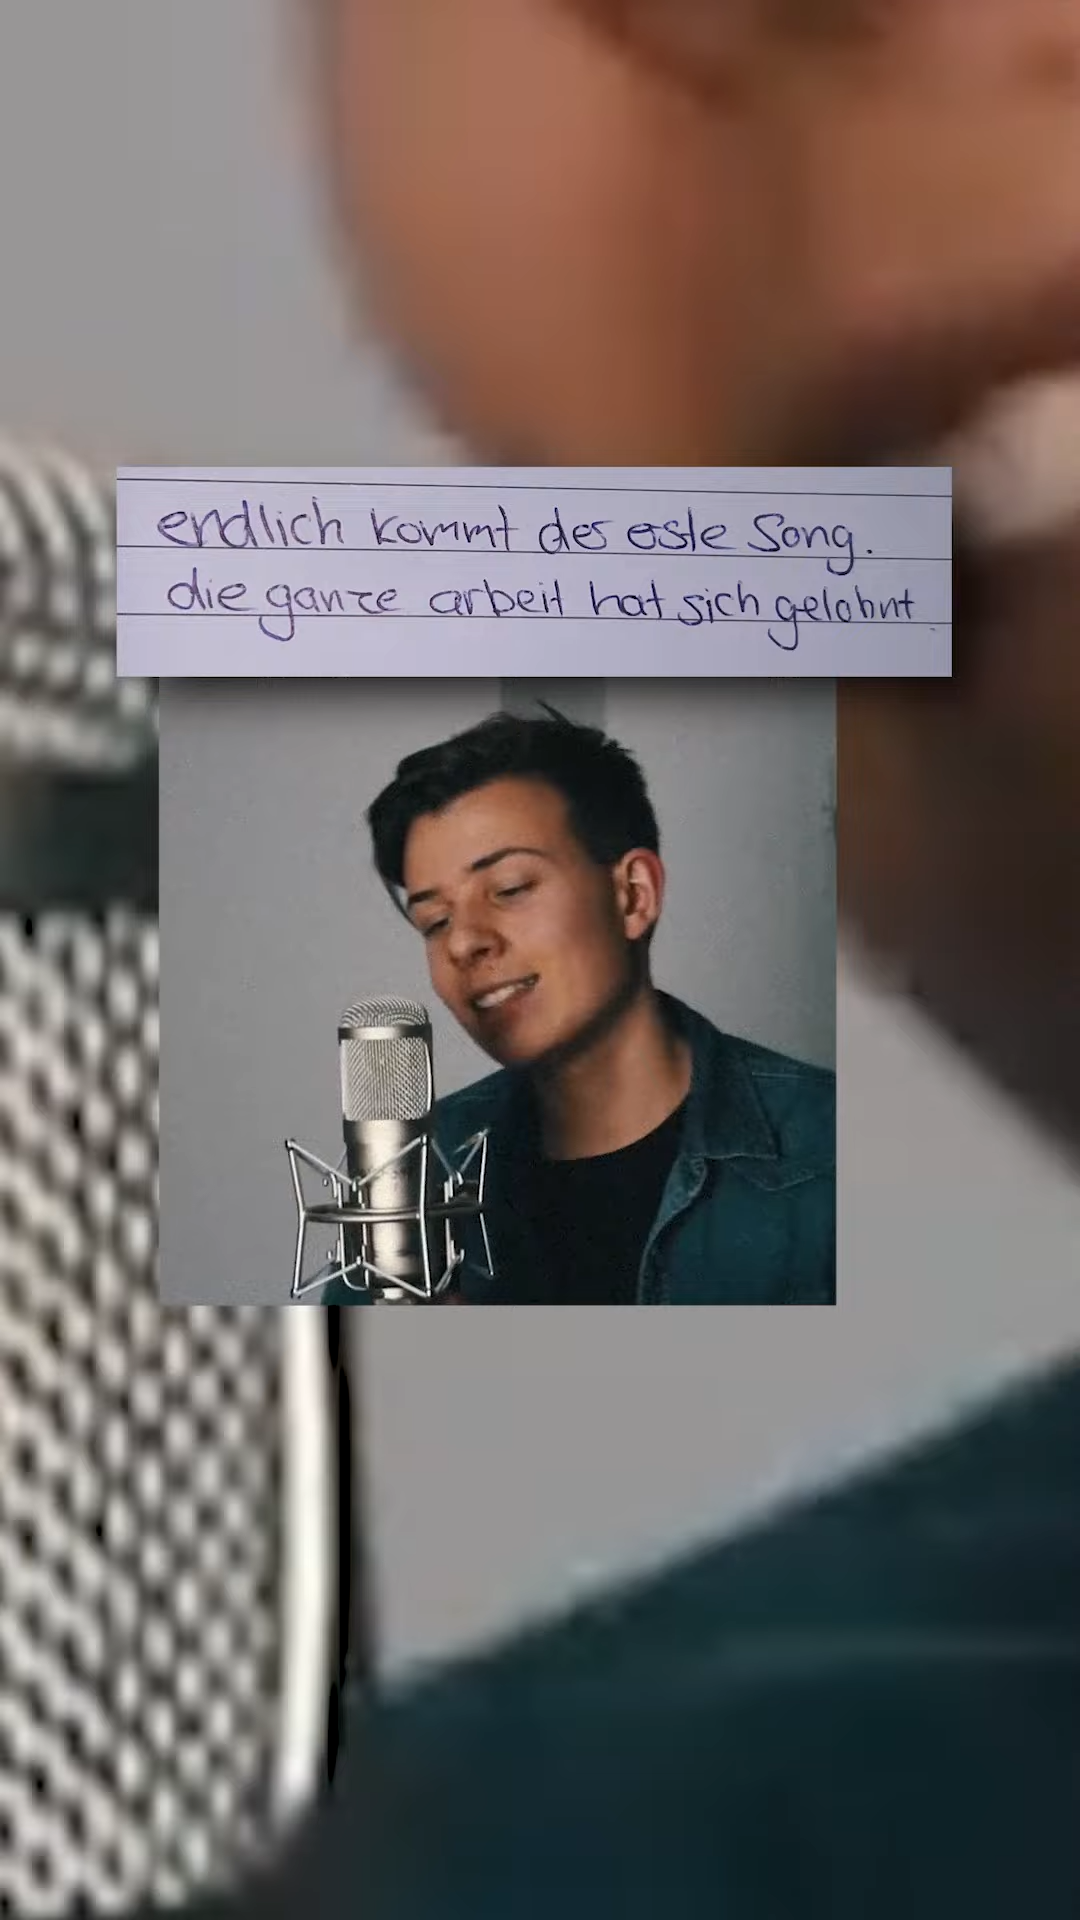 endlich kommt der erste Song.
die ganze arbeit hat sich gelohnt.